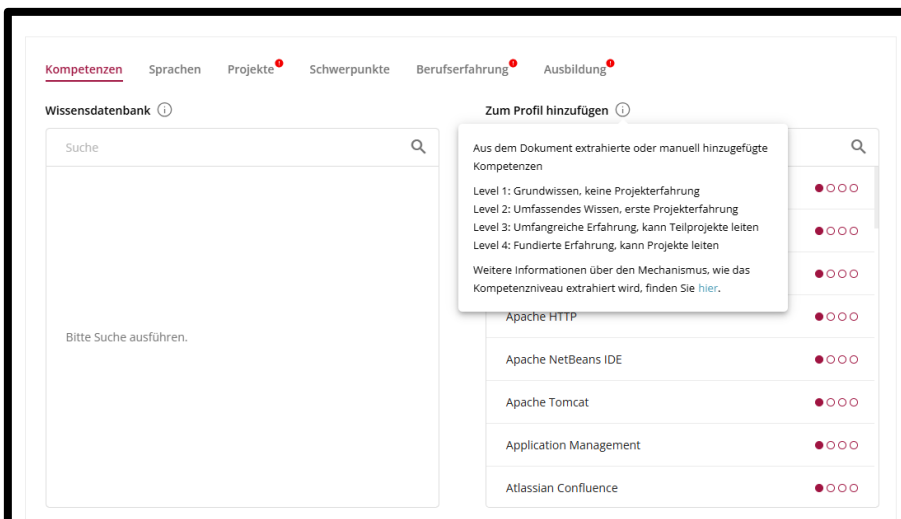 Kompetenzen Sprachen Projekte Schwerpunkte Berufserfahrung Ausbildung
Wissensdatenbank
Suche
Bitte Suche ausführen.
Zum Profil hinzufügen
Aus dem Dokument extrahierte oder manuell hinzugefügte
Kompetenzen
Level 1: Grundwissen, keine Projekterfahrung
Level 2: Umfassendes Wissen, erste Projekterfahrung
Level 3: Umfangreiche Erfahrung, kann Teilprojekte leiten
Level 4: Fundierte Erfahrung, kann Projekte leiten
Weitere Informationen über den Mechanismus, wie das
Kompetenzniveau extrahiert wird, finden Sie hier.
Apache HTTP
Apache NetBeans IDE
Apache Tomcat
Application Management
Atlassian Confluence